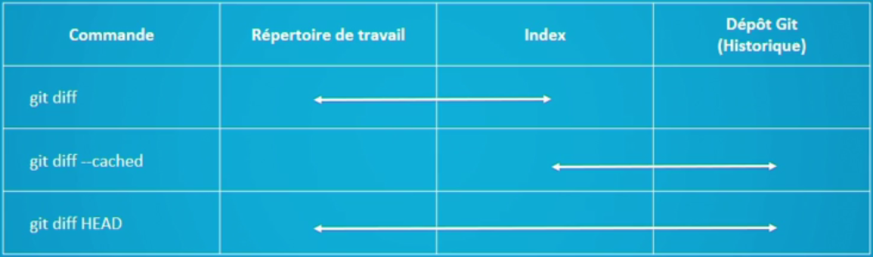 Commande
Répertoire de travail
Index
Dépôt Git
(Historique)
git diff
git diff --cached
git diff HEAD